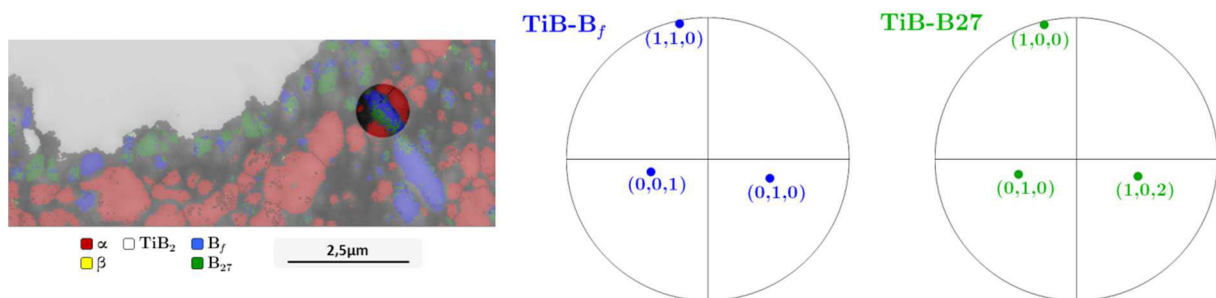 α TiB₂ B_f
β B₂₇
2,5µm
TiB-B_f
(1,1,0)
(0,0,1)
(0,1,0)
TiB-B27
(1,0,0)
(0,1,0)
(1,0,2)